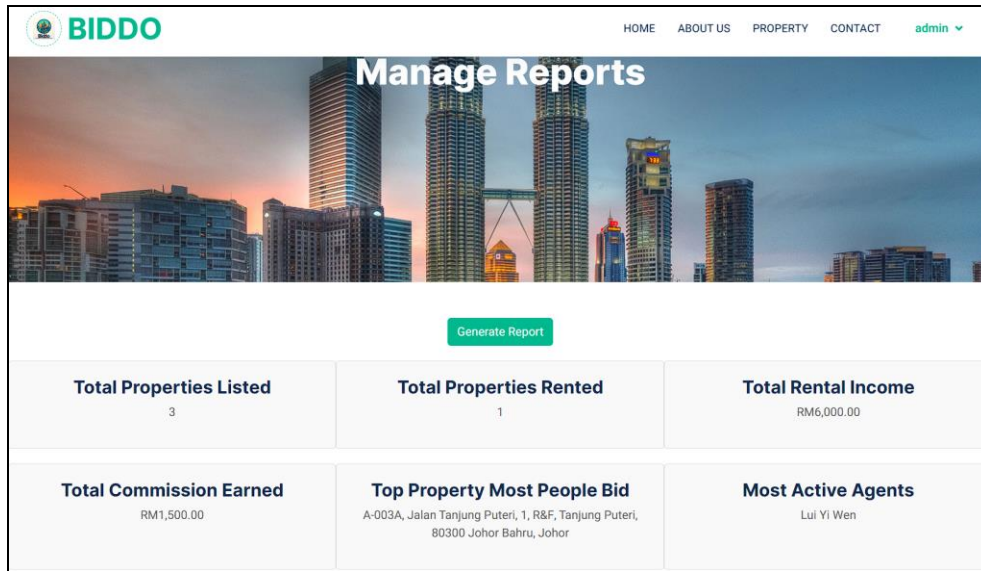 BIDDO
HOME ABOUT US PROPERTY CONTACT admin
Manage Reports
Generate Report
Total Properties Listed
3
Total Properties Rented
1
Total Rental Income
RM6,000.00
Total Commission Earned
RM1,500.00
Top Property Most People Bid
A-003A, Jalan Tanjung Puteri, 1, R&F, Tanjung Puteri,
80300 Johor Bahru, Johor
Most Active Agents
Lui Yi Wen